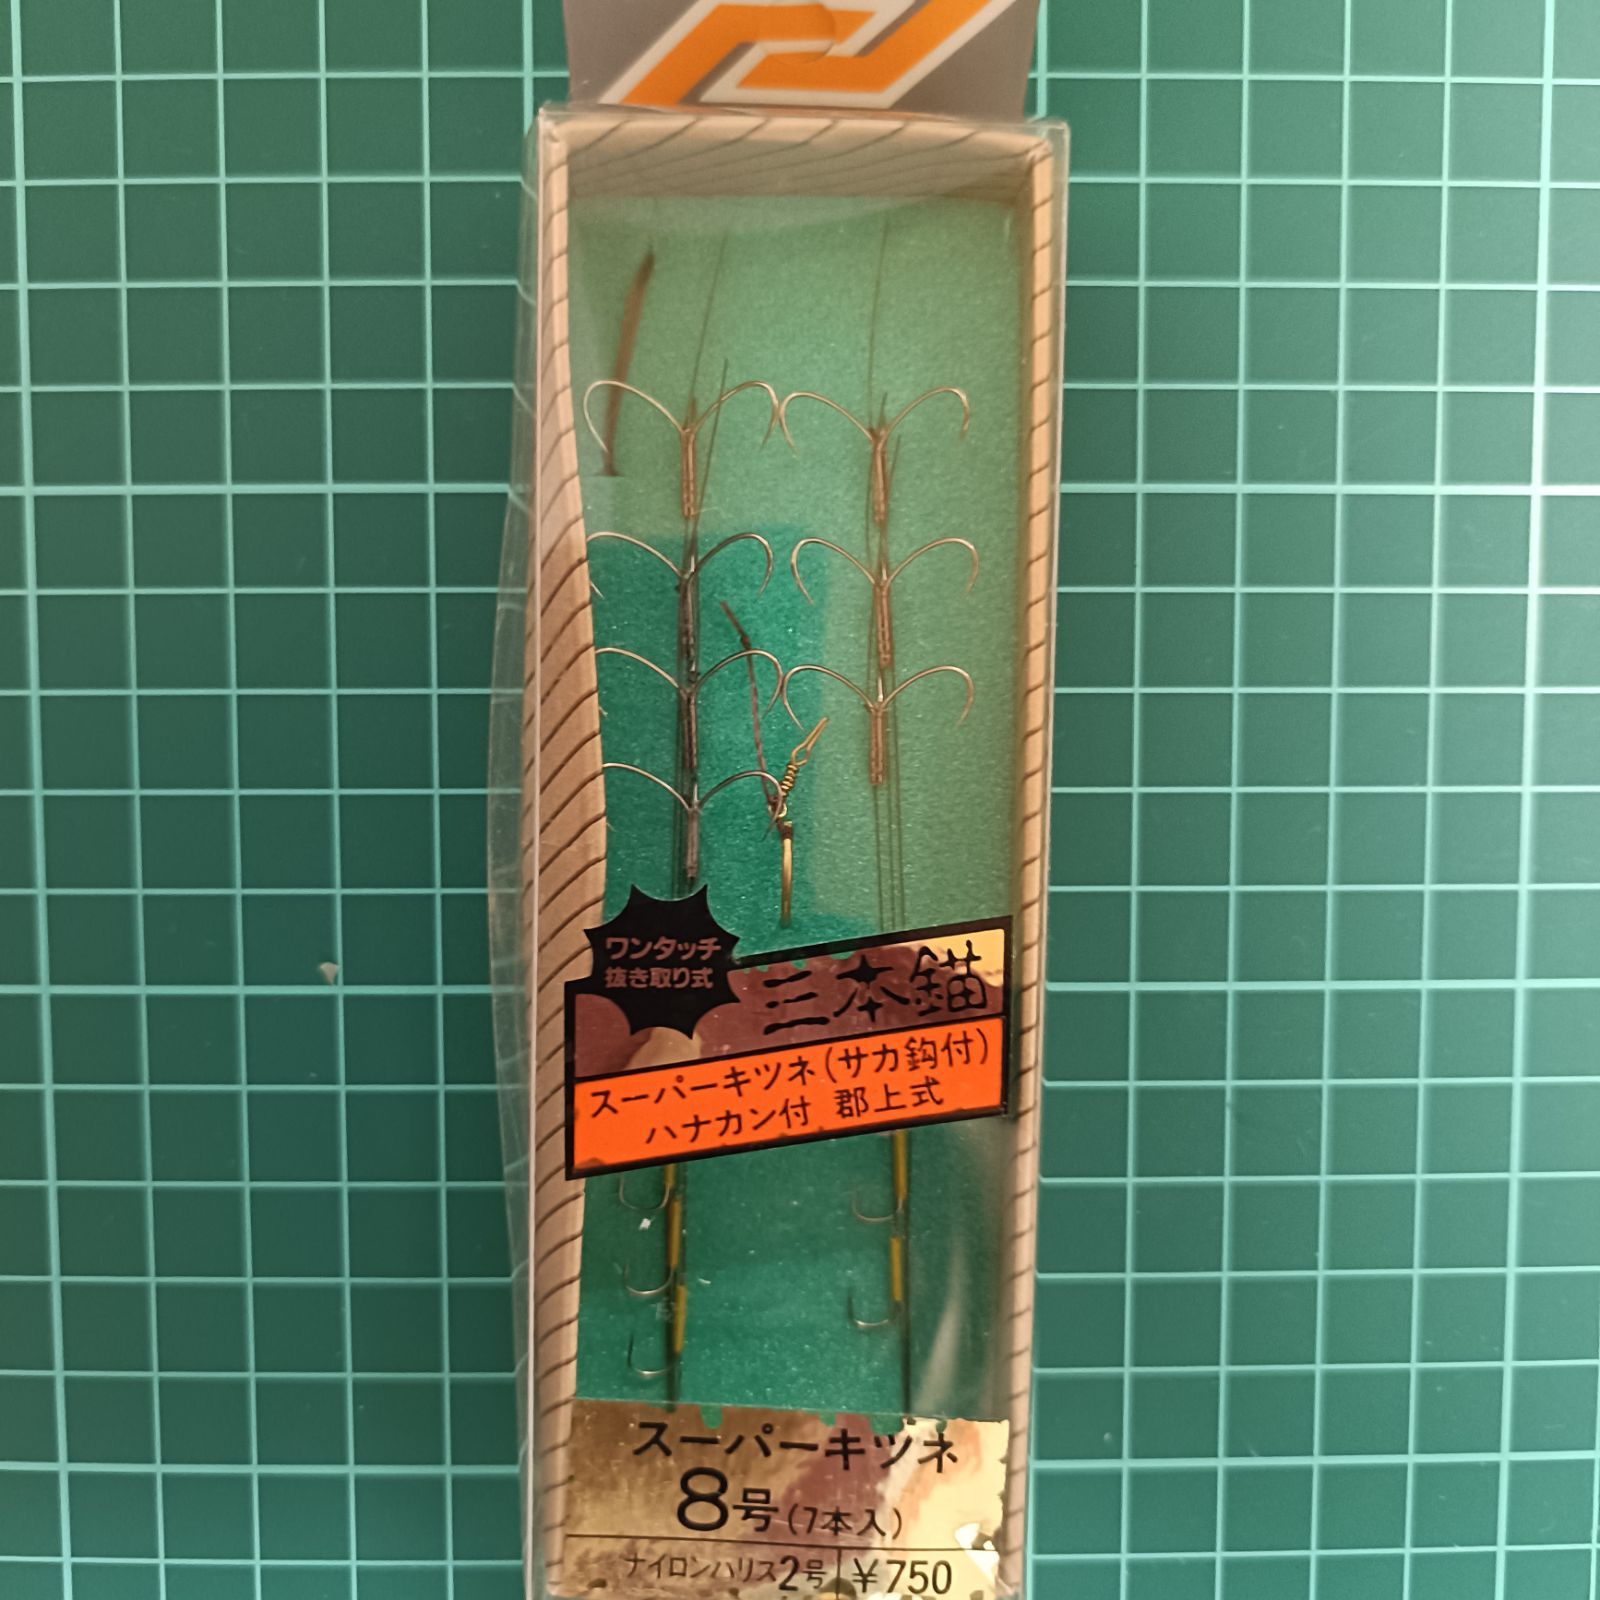 ワンタッチ
抜き取り式
三本錨
スーパーキツネ(サカ鈎付)
ハナカン付 郡上式
スーパーキツネ
8号(7本入)
ナイロンハリス2号 ¥750